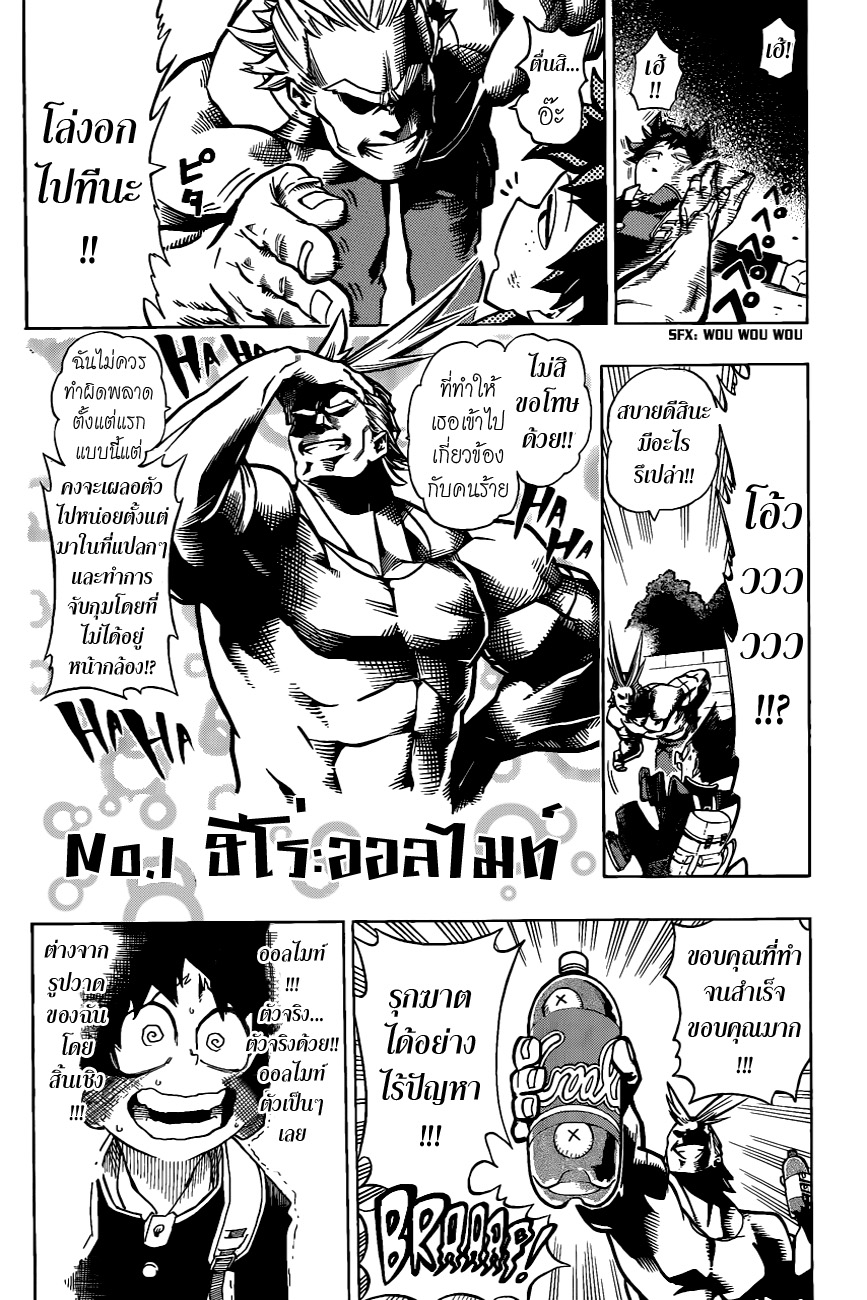 เฮ้!
เฮ้
!!
ペ
ペ
ペ
ペ
SFX: WOU WOU WOU
ตื่นสิ...
อ๊ะ
โล่งอก
ไปทีนะ
!!
ピタ
สบายดีสินะ
มีอะไร
รึเปล่า!!
โอ้ว
ววว
ววว
!!?
ไม่สิ
ขอโทษ
ด้วย!!
ที่ทำให้
เธอเข้าไป
เกี่ยวข้อง
กับคนร้าย
HA HA
HA
HA
ฉันไม่ควร
ทำผิดพลาด
ตั้งแต่แรก
แบบนี้แต่
คงจะเผลอตัว
ไปหน่อยตั้งแต่
มาในที่แปลกๆ
และทำการ
จับกุมโดยที่
ไม่ได้อยู่
หน้ากล้อง!?
HA HA
HA
No.1 ฮีโร่:ออลไมท์
ขอบคุณที่ทำ
จนสำเร็จ
ขอบคุณมาก
!!!
รุกฆาต
ได้อย่าง
ไร้ปัญหา
!!!
BRAAAAF!
ออลไมท์
!!!
ตัวจริง...
ตัวจริงด้วย!!
ออลไมท์
ตัวเป็นๆ
เลย
ต่างจาก
รูปวาด
ของฉัน
โดย
สิ้นเชิง
!!!